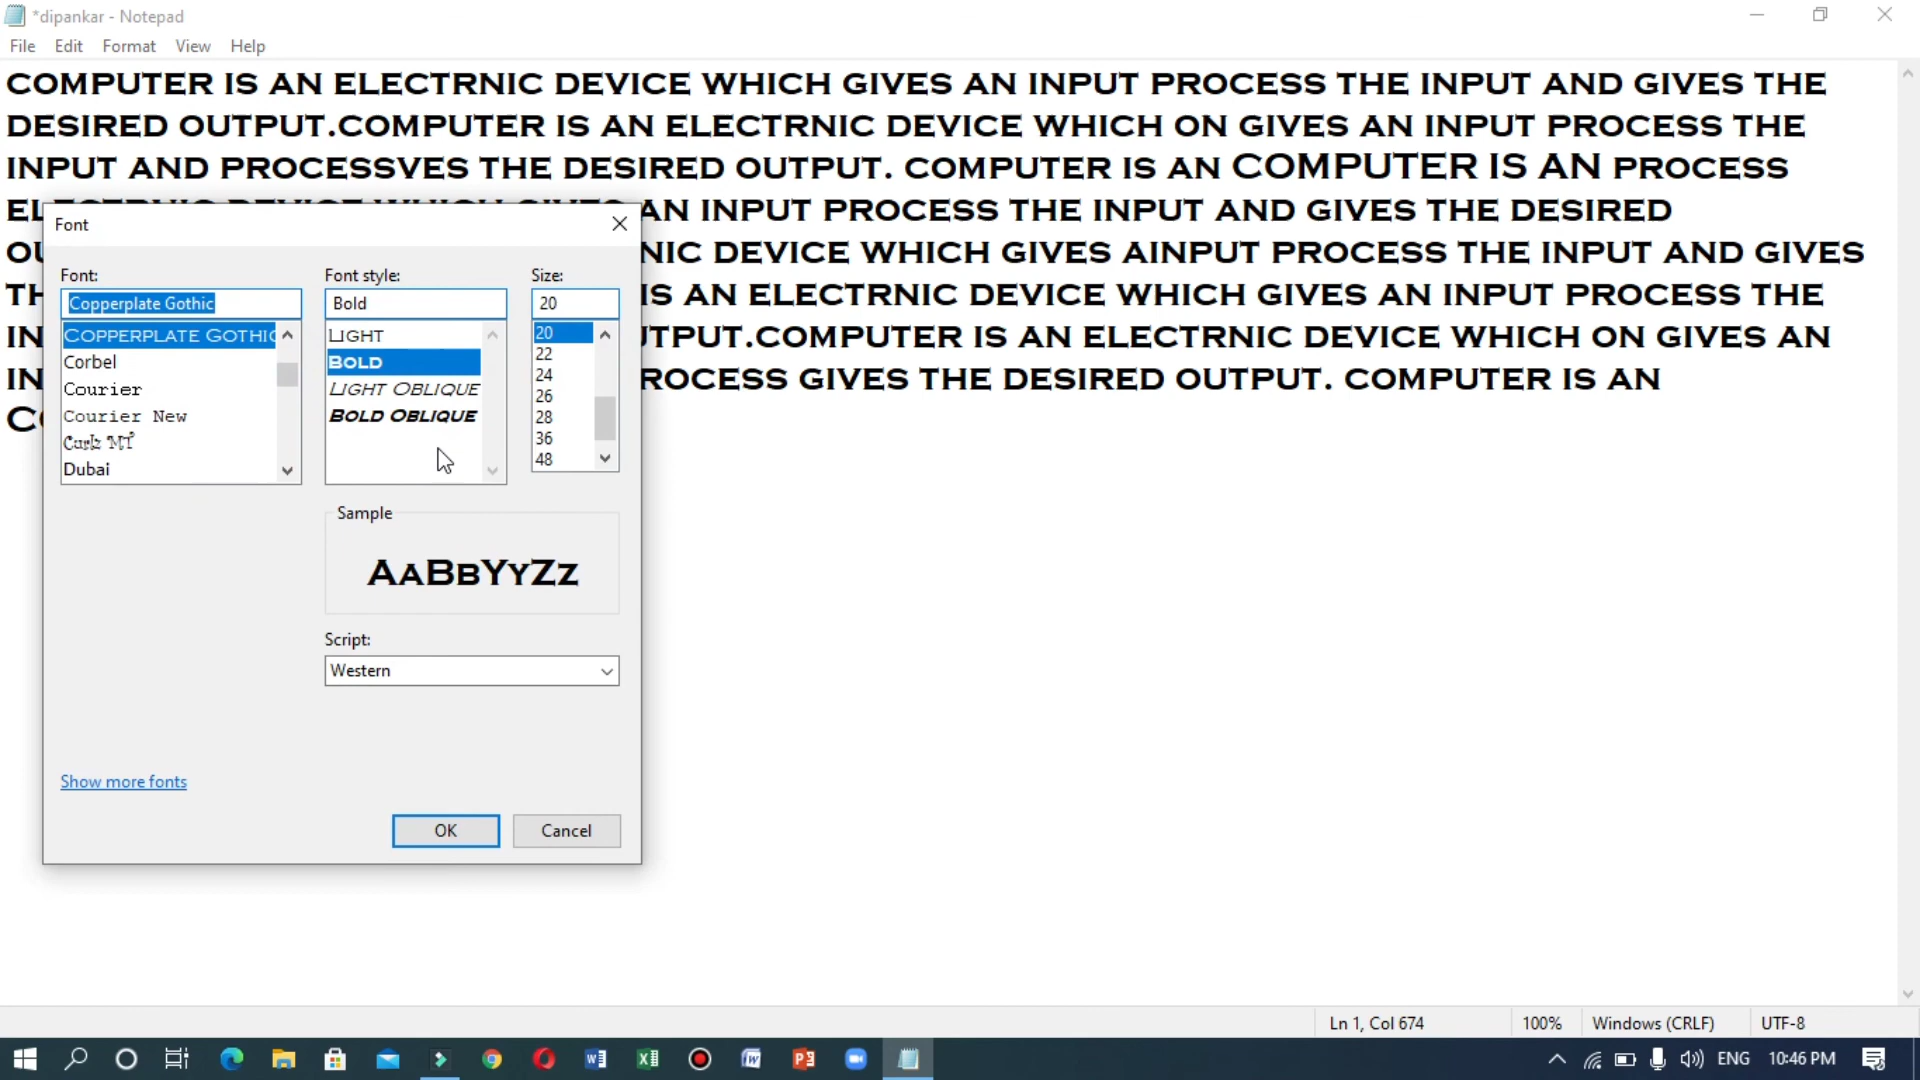 *dipankar - Notepad
File Edit Format View Help
COMPUTER IS AN ELECTRNIC DEVICE WHICH GIVES AN INPUT PROCESS THE INPUT AND GIVES THE
DESIRED OUTPUT.COMPUTER IS AN ELECTRNIC DEVICE WHICH ON GIVES AN INPUT PROCESS THE
INPUT AND PROCESSVES THE DESIRED OUTPUT. COMPUTER IS AN COMPUTER IS AN PROCESS
AN INPUT PROCESS THE INPUT AND GIVES THE DESIRED
NIC DEVICE WHICH GIVES AINPUT PROCESS THE INPUT AND GIVES
IS AN ELECTRNIC DEVICE WHICH GIVES AN INPUT PROCESS THE
UTPUT.COMPUTER IS AN ELECTRNIC DEVICE WHICH ON GIVES AN
ROCESS GIVES THE DESIRED OUTPUT. COMPUTER IS AN
Font
Font: Font style: Size:
Copperplate Gothic Bold 20
COPPERPLATE GOTHIC LIGHT 20
Corbel BOLD 22
Courier LIGHT OBLIQUE 24
Courier New BOLD OBLIQUE 26
Curlz MT 28
Dubai 36
48
Sample
AaBbYyZz
Script:
Western
Show more fonts
OK Cancel
Ln 1, Col 674 100% Windows (CRLF) UTF-8
ENG 10:46 PM